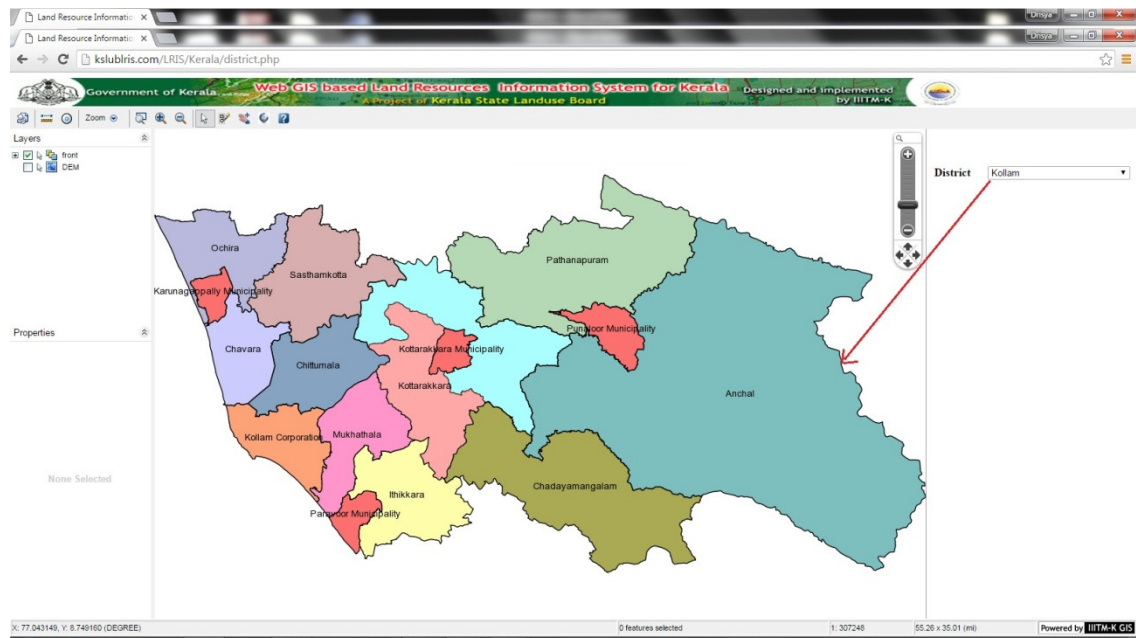 Land Resource Informatic
Drisya
Land Resource Informatic
Drisya
kslublris.com/LRIS/Kerala/district.php
Government of Kerala
Web GIS based Land Resources Information System for Kerala
A Project of Kerala State Landuse Board
Designed and implemented
by IIITM-K
Zoom
Layers
front
DEM
Properties
None Selected
District
Kollam
Ochira
Sasthamkotta
Pathanapuram
Karunagappally Municipality
Punaloor Municipality
Chavara
Kottarakkara Municipality
Chittumala
Kottarakkara
Anchal
Kollam Corporation
Mukhathala
Chadayamangalam
Ithikkara
Paravoor Municipality
X: 77.043149, Y: 8.749160 (DEGREE)
0 features selected
1: 307248
55.26 x 35.01 (mi)
Powered by IIITM-K GIS